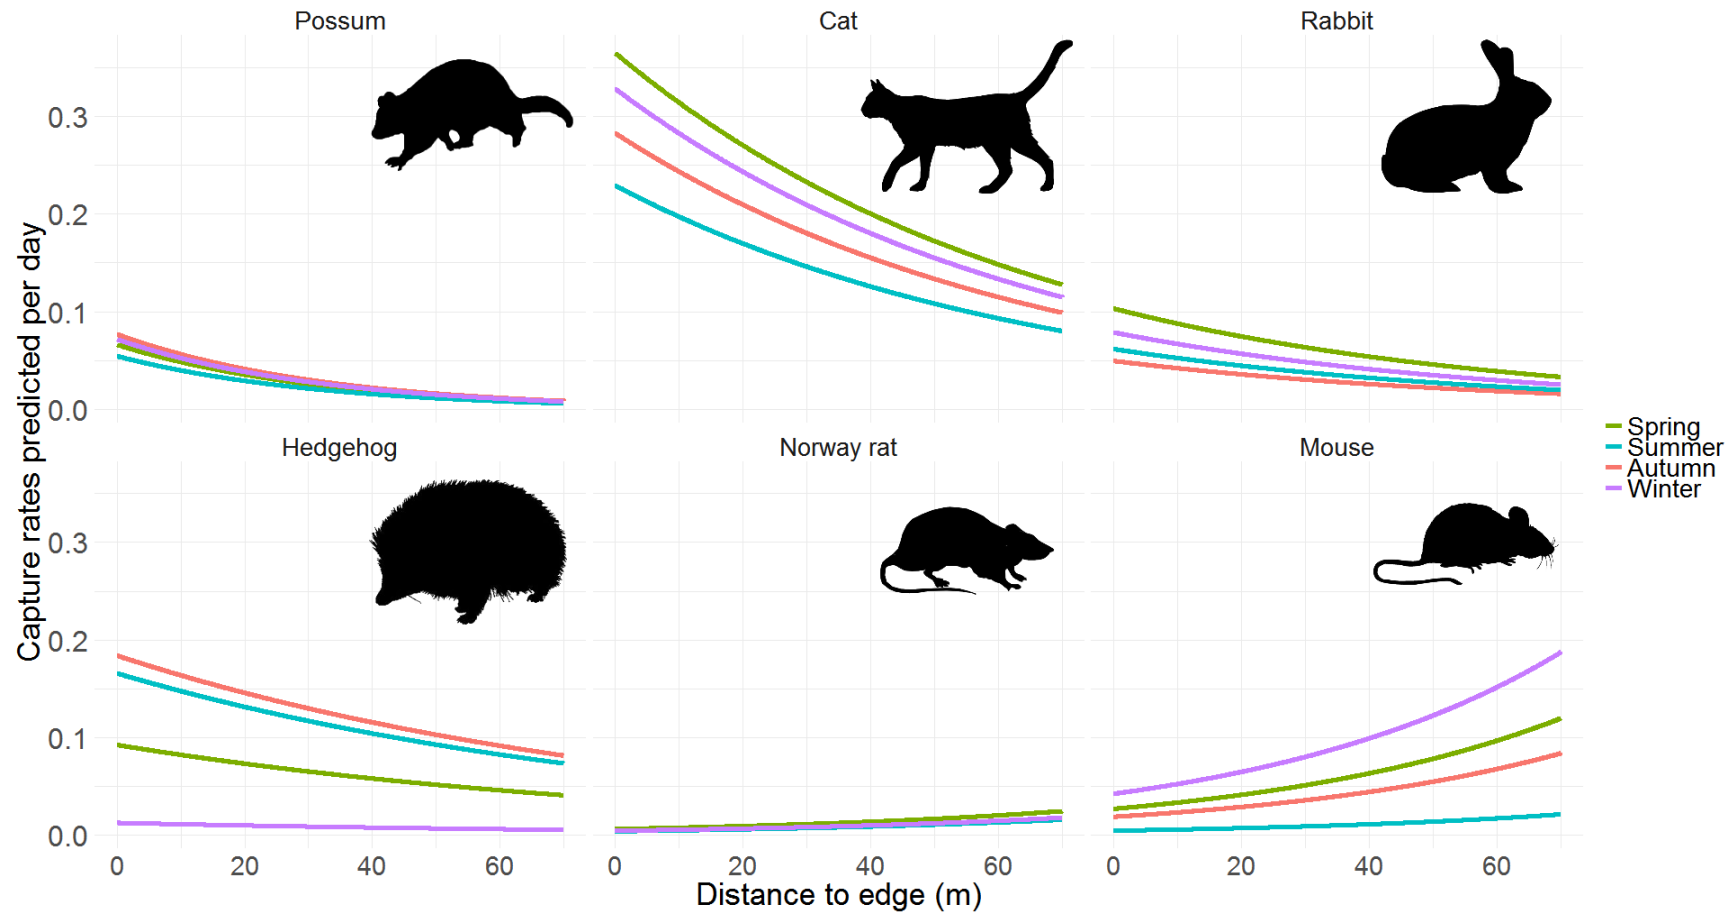 Possum
Cat
Rabbit
0.3
0.2
0.1
0.0
Capture rates predicted per day
Hedgehog
Norway rat
Mouse
0.3
0.2
0.1
0.0
0 20 40 60
0 20 40 60
0 20 40 60
Distance to edge (m)
Spring
Summer
Autumn
Winter